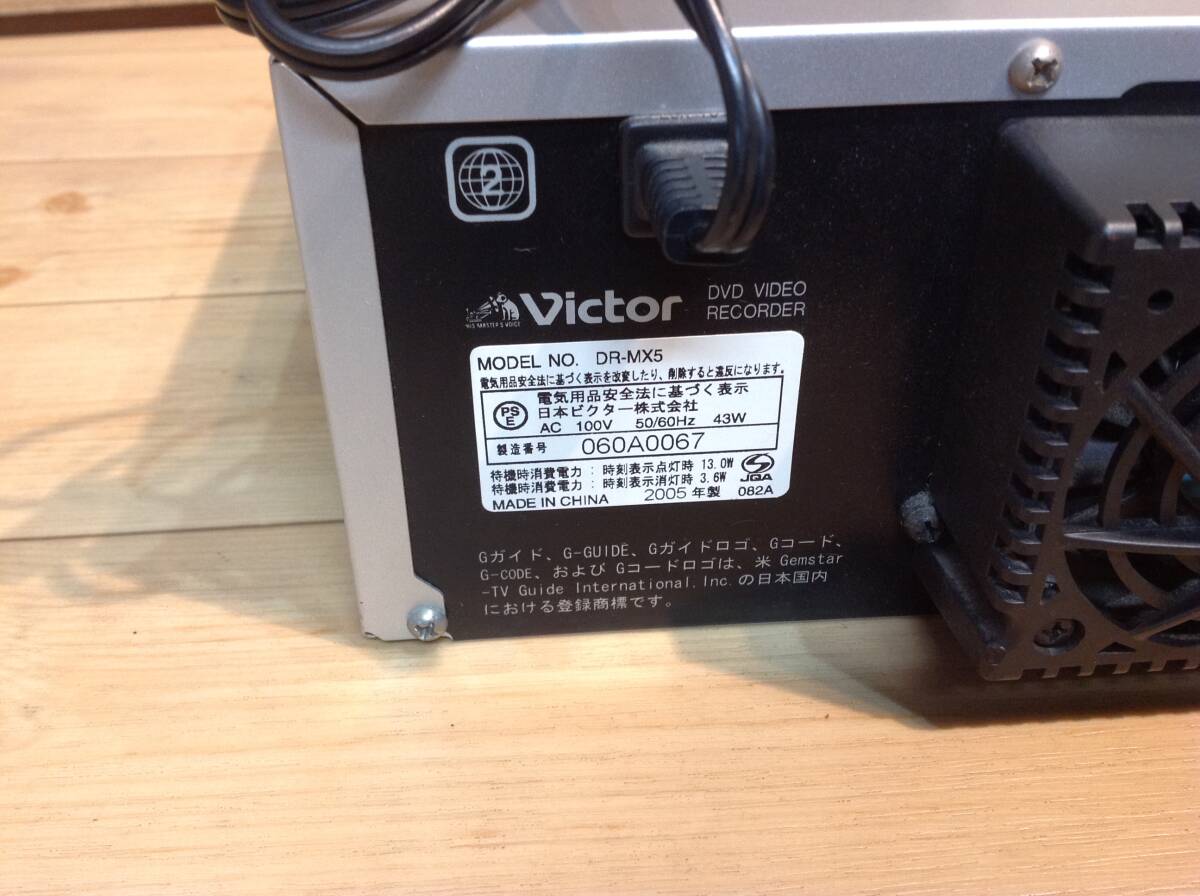 2
HIS MASTER'S VOICE
Victor
DVD VIDEO
RECORDER
MODEL NO. DR-MX5
電気用品安全法に基づく表示を改変したり、削除すると違反になります。
PSE
電気用品安全法に基づく表示
日本ビクター株式会社
AC 100V 50/60Hz 43W
製造番号 060A0067
待機時消費電力 : 時刻表示点灯時 13.0W
待機時消費電力 : 時刻表示消灯時 3.6W
JQA
MADE IN CHINA 2005年製 082A
Gガイド、G-GUIDE、Gガイドロゴ、Gコード、
G-CODE、および Gコードロゴは、米 Gemstar
-TV Guide International,Inc.の日本国内
における登録商標です。